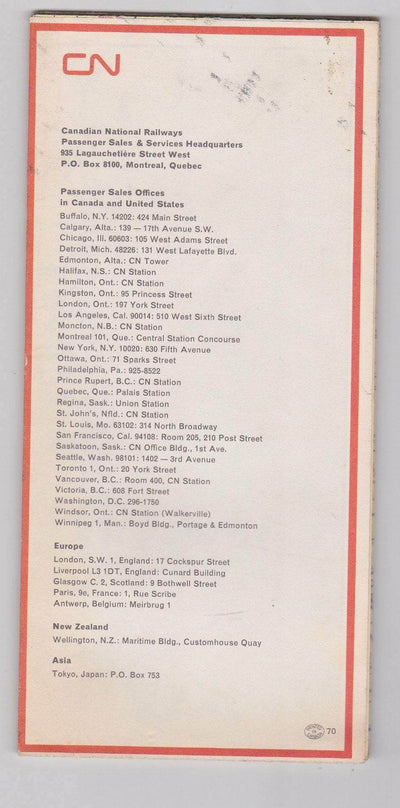 CN
Canadian National Railways
Passenger Sales & Services Headquarters
935 Lagauchetière Street West
P.O. Box 8100, Montreal, Quebec
Passenger Sales Offices
in Canada and United States
Buffalo, N.Y. 14202: 424 Main Street
Calgary, Alta.: 139 — 17th Avenue S.W.
Chicago, Ill. 60603: 105 West Adams Street
Detroit, Mich. 48226: 131 West Lafayette Blvd.
Edmonton, Alta.: CN Tower
Halifax, N.S.: CN Station
Hamilton, Ont.: CN Station
Kingston, Ont.: 95 Princess Street
London, Ont.: 197 York Street
Los Angeles, Cal. 90014: 510 West Sixth Street
Moncton, N.B.: CN Station
Montreal 101, Que.: Central Station Concourse
New York, N.Y. 10020: 630 Fifth Avenue
Ottawa, Ont.: 71 Sparks Street
Philadelphia, Pa.: 925-8522
Prince Rupert, B.C.: CN Station
Quebec, Que.: Palais Station
Regina, Sask.: Union Station
St. John's, Nfld.: CN Station
St. Louis, Mo. 63102: 314 North Broadway
San Francisco, Cal. 94108: Room 205, 210 Post Street
Saskatoon, Sask.: CN Office Bldg., 1st Ave.
Seattle, Wash. 98101: 1402 — 3rd Avenue
Toronto 1, Ont.: 20 York Street
Vancouver, B.C.: Room 400, CN Station
Victoria, B.C.: 608 Fort Street
Washington, D.C. 296-1750
Windsor, Ont.: CN Station (Walkerville)
Winnipeg 1, Man.: Boyd Bldg., Portage & Edmonton
Europe
London, S.W. 1, England: 17 Cockspur Street
Liverpool L3 1DT, England: Cunard Building
Glasgow C. 2, Scotland: 9 Bothwell Street
Paris, 9e, France: 1, Rue Scribe
Antwerp, Belgium: Meirbrug 1
New Zealand
Wellington, N.Z.: Maritime Bldg., Customhouse Quay
Asia
Tokyo, Japan: P.O. Box 753
70